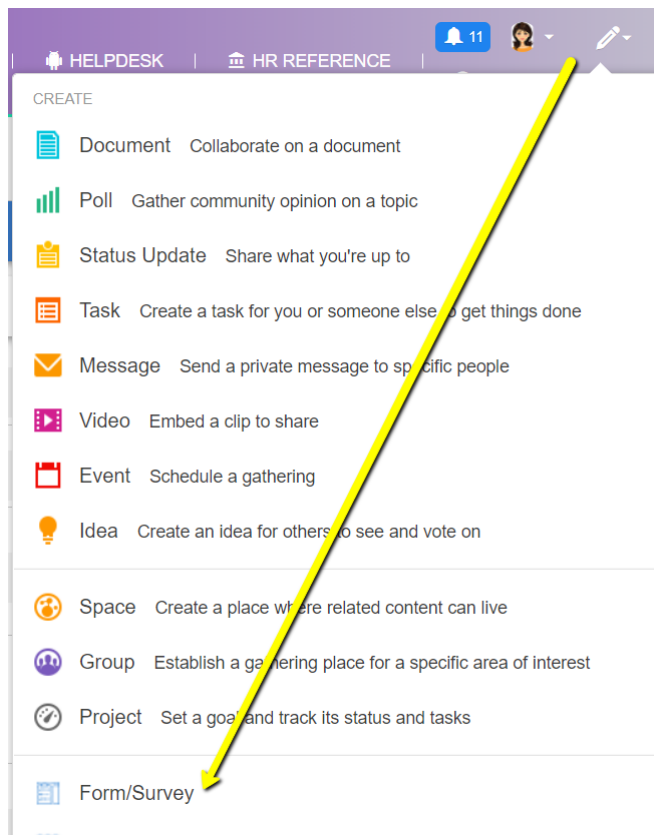 11
HELPDESK | HR REFERENCE |
CREATE
Document Collaborate on a document
Poll Gather community opinion on a topic
Status Update Share what you're up to
Task Create a task for you or someone else to get things done
Message Send a private message to specific people
Video Embed a clip to share
Event Schedule a gathering
Idea Create an idea for others to see and vote on
Space Create a place where related content can live
Group Establish a gathering place for a specific area of interest
Project Set a goal and track its status and tasks
Form/Survey